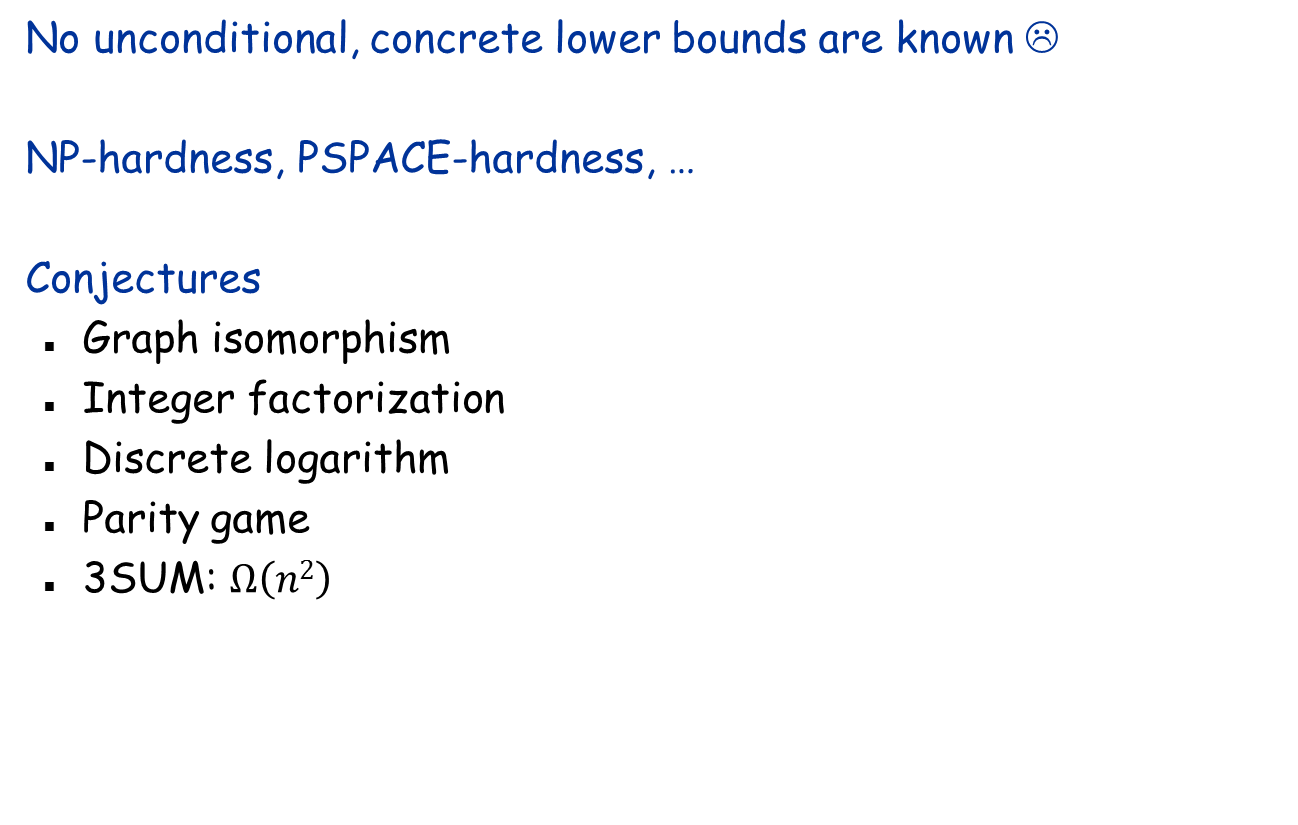 No unconditional, concrete lower bounds are known ☹
NP-hardness, PSPACE-hardness, …
Conjectures
▪ Graph isomorphism
▪ Integer factorization
▪ Discrete logarithm
▪ Parity game
▪ 3SUM: Ω(n²)